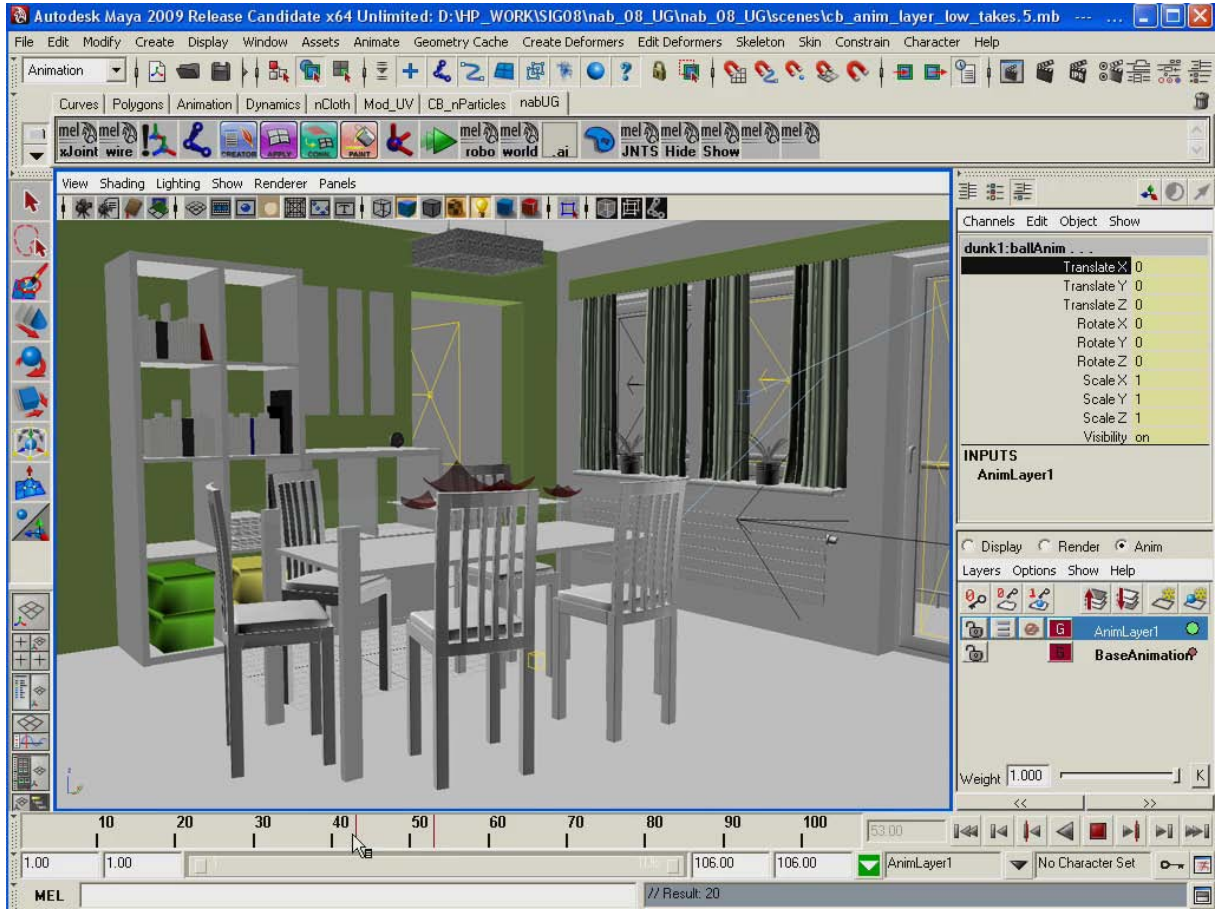 Autodesk Maya 2009 Release Candidate x64 Unlimited: D:\HP_WORK\SIG08\nab_08_UG\nab_08_UG\scenes\cb_anim_layer_low_takes.5.mb --- ...
File Edit Modify Create Display Window Assets Animate Geometry Cache Create Deformers Edit Deformers Skeleton Skin Constrain Character Help
Animation
Curves Polygons Animation Dynamics nCloth Mod_UV CB_nParticles nabUG
mel mel mel mel mel mel mel mel
xJoint wire CREATOR APPLY CONN. PAINT robo world .ai JNTS Hide Show
View Shading Lighting Show Renderer Panels
Channels Edit Object Show
dunk1:ballAnim . . .
Translate X 0
Translate Y 0
Translate Z 0
Rotate X 0
Rotate Y 0
Rotate Z 0
Scale X 1
Scale Y 1
Scale Z 1
Visibility on
INPUTS
AnimLayer1
Display Render Anim
Layers Options Show Help
G AnimLayer1
G BaseAnimation
Weight 1.000 K
<< >>
10 20 30 40 50 60 70 80 90 100 53.00
1.00 1.00 106.00 106.00 AnimLayer1 No Character Set
MEL // Result: 20